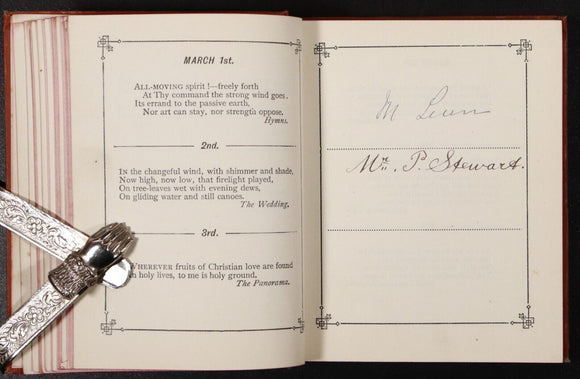 MARCH 1st.
ALL-MOVING spirit!—freely forth
At Thy command the strong wind goes,
Its errand to the passive earth,
Nor art can stay, nor strength oppose.
Hymns.
2nd.
IN the changeful wind, with shimmer and shade,
Now high, now low, that firelight played,
On tree-leaves wet with evening dews,
On gliding water and still canoes.
The Wedding.
3rd.
WHEREVER fruits of Christian love are found
In holy lives, to me is holy ground.
The Panorama.
M
Mr. P. Stewart.